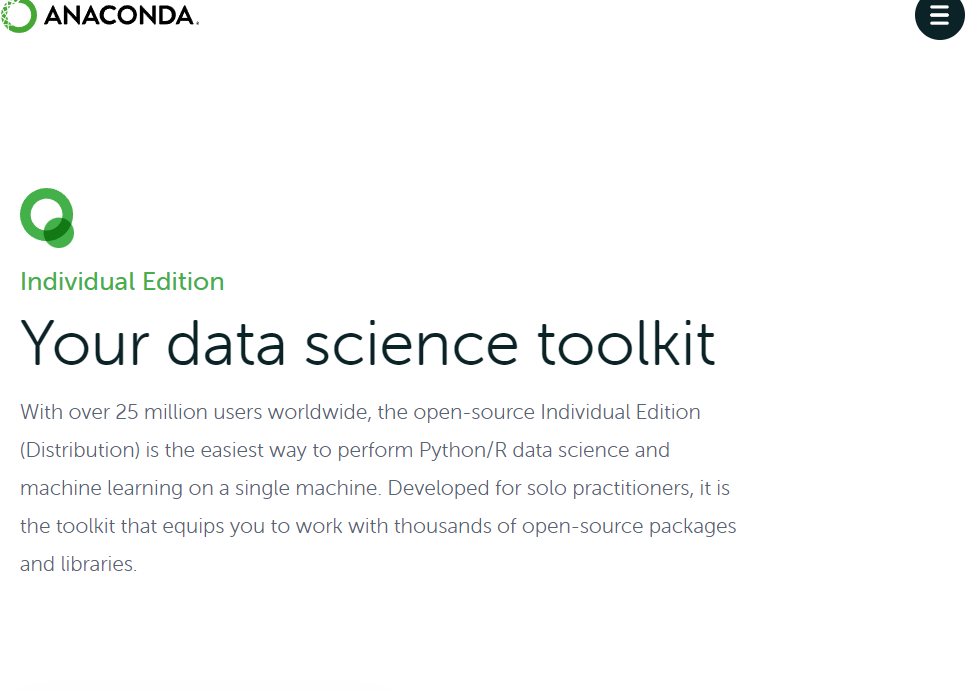 ANACONDA.
Individual Edition
Your data science toolkit
With over 25 million users worldwide, the open-source Individual Edition
(Distribution) is the easiest way to perform Python/R data science and
machine learning on a single machine. Developed for solo practitioners, it is
the toolkit that equips you to work with thousands of open-source packages
and libraries.